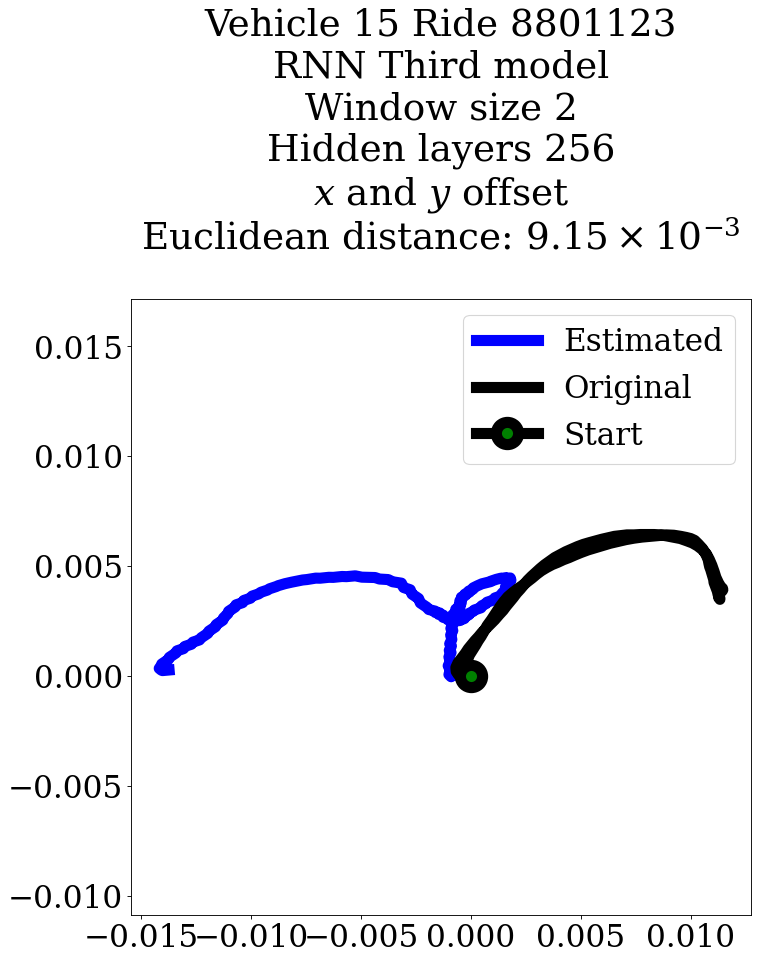 Vehicle 15 Ride 8801123
RNN Third model
Window size 2
Hidden layers 256
x and y offset
Euclidean distance: 9.15 × 10⁻³
Estimated
Original
Start
0.015
0.010
0.005
0.000
−0.005
−0.010
−0.015 −0.010 −0.005 0.000 0.005 0.010